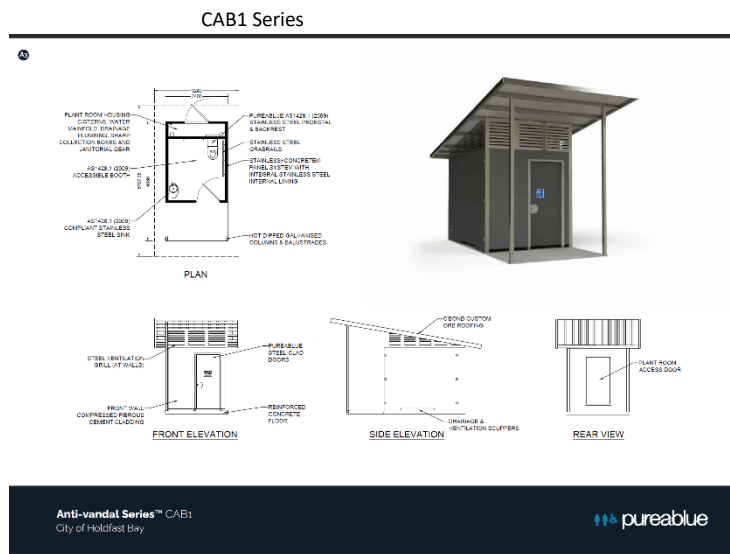 CAB1 Series
A3
2400
PLANT ROOM HOUSING
CISTERNS, WATER
MAINFOLD, DRAINAGE
PLUMBING, SHARP
COLLECTION BOXES AND
JANITORIAL GEAR
AS1428.1 (2009)
ACCESSIBLE BOOTH
AS1428.1 (2009)
COMPLIANT STAINLESS
STEEL SINK
PUREABLUE AS1428.1 (2009)
STAINLESS STEEL PEDESTAL
& BACKREST
STAINLESS STEEL
GRABRAILS
STAINLESS+CONCRETE
PANEL SYSTEM WITH
INTEGRAL STAINLESS STEEL
INTERNAL LINING
HOT DIPPED GALVANISED
COLUMNS & BALUSTRADES
PLAN
STEEL VENTILATION
GRILL (AT WALLS)
FRONT WALL
COMPRESSED FIBROUS
CEMENT CLADDING
PUREABLUE
STEEL CLAD
DOORS
REINFORCED
CONCRETE
FLOOR
FRONT ELEVATION
C'BOND CUSTOM
ORB ROOFING
DRAINAGE &
VENTILATION SCUPPERS
SIDE ELEVATION
PLANT ROOM
ACCESS DOOR
REAR VIEW
Anti-vandal Series™ CAB1
City of Holdfast Bay
pureablue